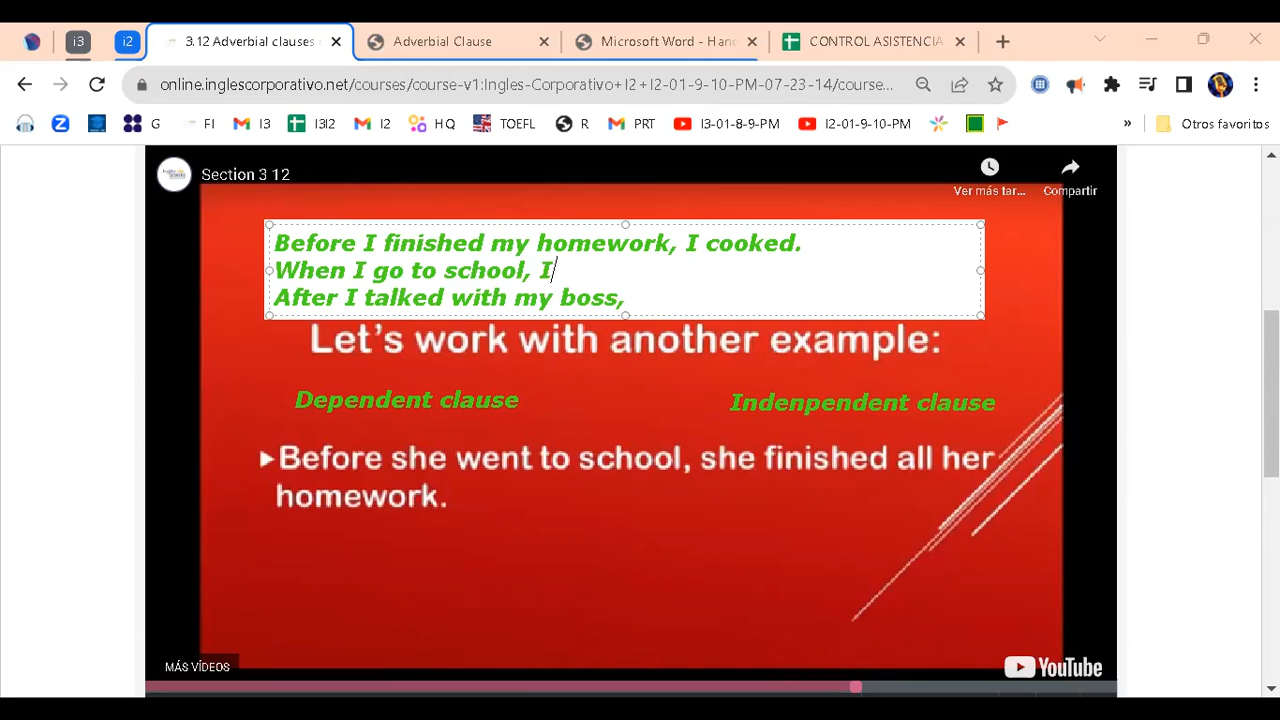 i3
i2
3.12 Adverbial clauses
Adverbial Clause
Microsoft Word - Han
CONTROL ASISTENCIA
online.inglescorporativo.net/courses/course-v1:Ingles-Corporativo+I2+I2-01-9-10-PM-07-23-14/course...
G
FI
I3
I3I2
I2
HQ
TOEFL
R
PRT
I3-01-8-9-PM
I2-01-9-10-PM
»
Otros favoritos
Section 3 12
Ver más tar...
Compartir
Before I finished my homework, I cooked.
When I go to school, I
After I talked with my boss,
Let's work with another example:
Dependent clause
Indenpendent clause
Before she went to school, she finished all her
homework.
MÁS VÍDEOS
YouTube